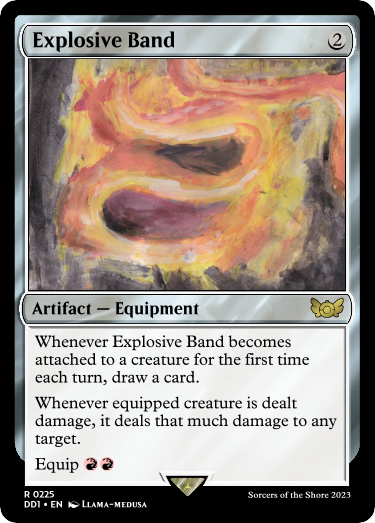 Explosive Band 2
Artifact — Equipment
Whenever Explosive Band becomes
attached to a creature for the first time
each turn, draw a card.
Whenever equipped creature is dealt
damage, it deals that much damage to any
target.
Equip
R 0225
DD1 • EN Llama-medusa
Sorcers of the Shore 2023